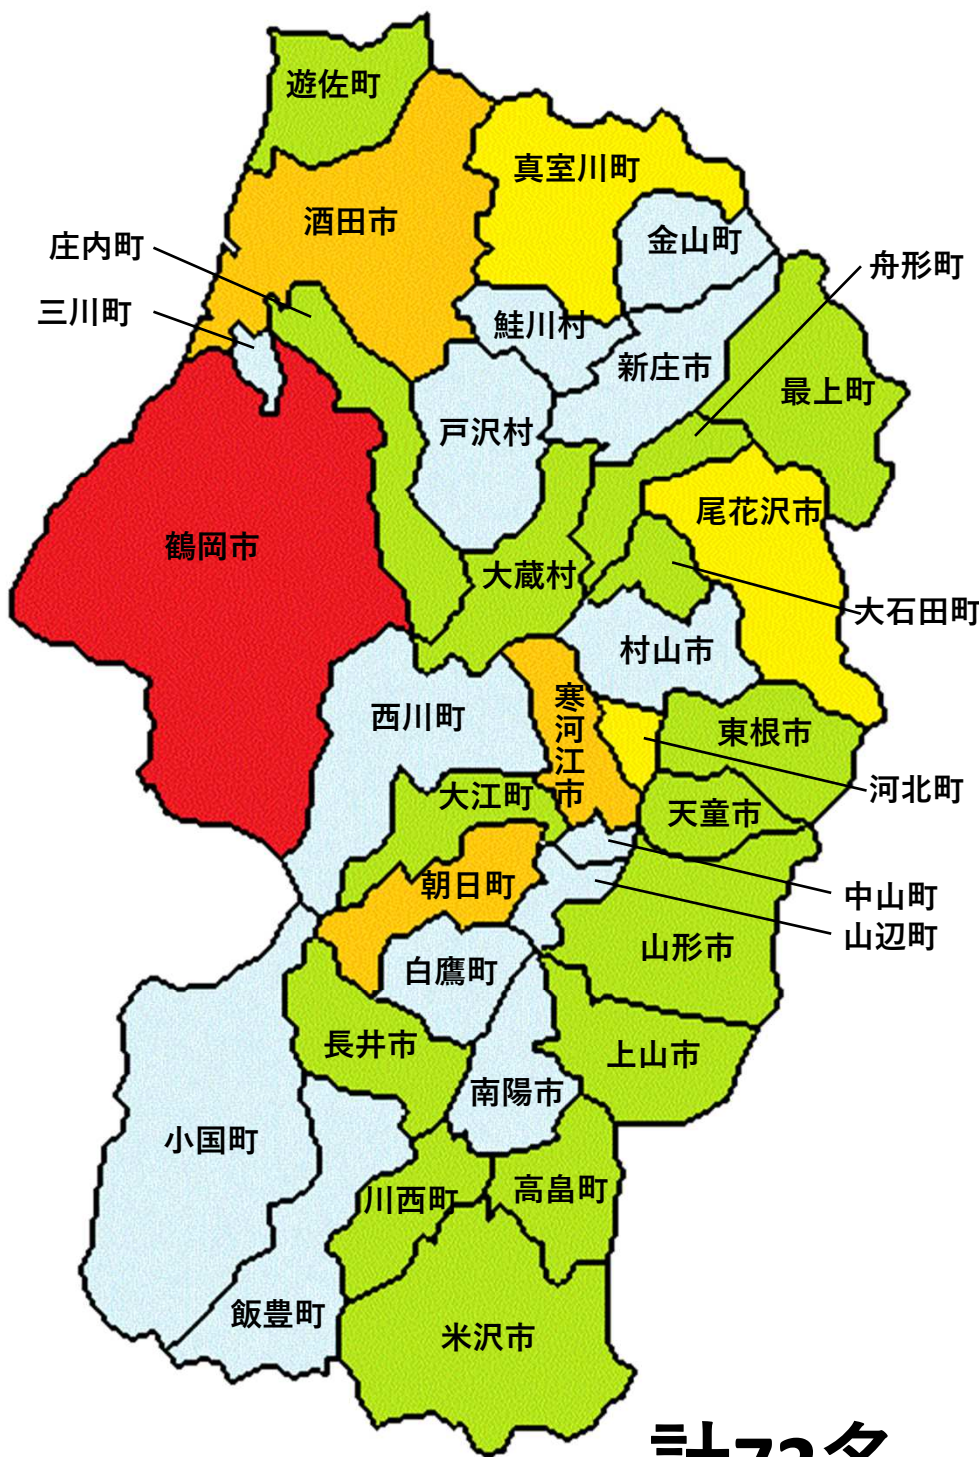 遊佐町
真室川町
酒田市
金山町
庄内町
舟形町
三川町
鮭川村
新庄市
最上町
戸沢村
尾花沢市
鶴岡市
大蔵村
大石田町
村山市
寒河江市
西川町
東根市
河北町
大江町
天童市
朝日町
中山町
山辺町
山形市
白鷹町
長井市
上山市
南陽市
小国町
高畠町
川西町
飯豊町
米沢市
計73名